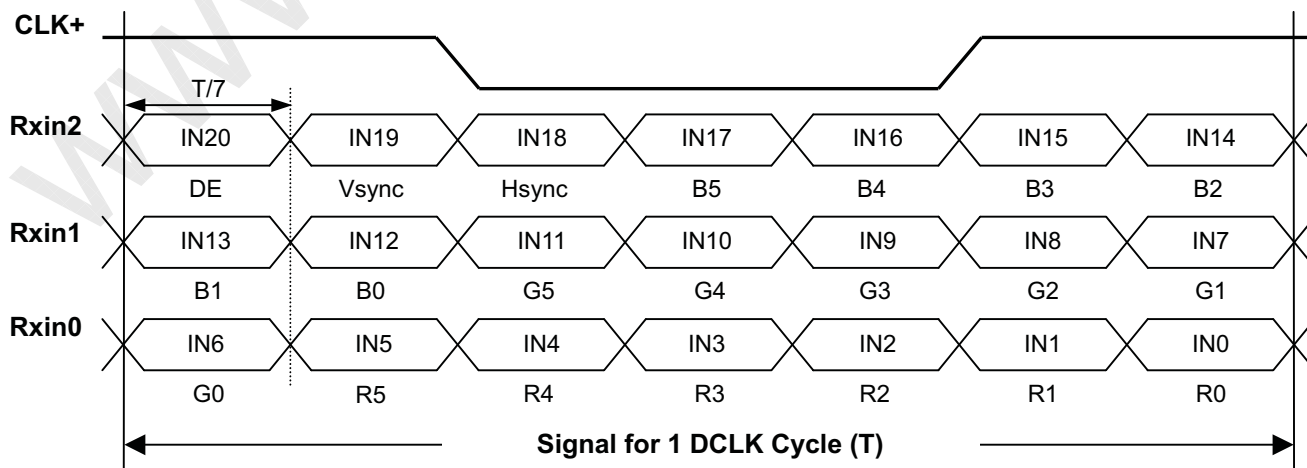 CLK+
T/7
Rxin2 IN20 IN19 IN18 IN17 IN16 IN15 IN14
DE Vsync Hsync B5 B4 B3 B2
Rxin1 IN13 IN12 IN11 IN10 IN9 IN8 IN7
B1 B0 G5 G4 G3 G2 G1
Rxin0 IN6 IN5 IN4 IN3 IN2 IN1 IN0
G0 R5 R4 R3 R2 R1 R0
Signal for 1 DCLK Cycle (T)